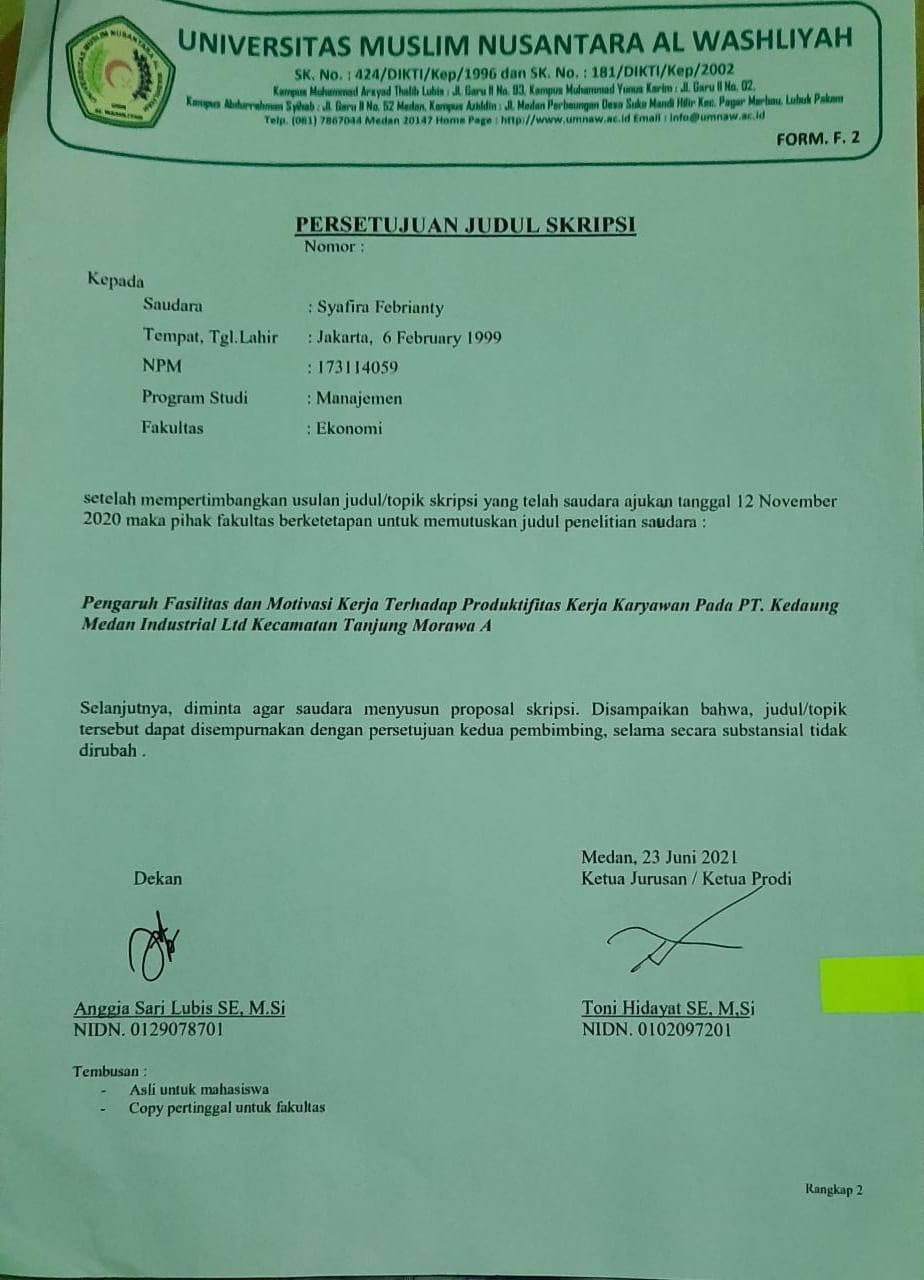 UNIVERSITAS MUSLIM NUSANTARA AL WASHLIYAH
SK. No. : 424/DIKTI/Kep/1996 dan SK. No. : 181/DIKTI/Kep/2002
Kampus Muhammad Arsyad Thalib Lubis : Jl. Garu II No. 93, Kampus Muhammad Yunus Karim : Jl. Garu II No. 02,
Kampus Abdurrahman Syihab : Jl. Garu II No. 52 Medan, Kampus Aziddin : Jl. Medan Perbaungan Desa Suka Mandi Hilir Kec. Pagar Merbau, Lubuk Pakam
Telp. (061) 7867044 Medan 20147 Home Page : http://www.umnaw.ac.id Email : info@umnaw.ac.id
FORM. F. 2
PERSETUJUAN JUDUL SKRIPSI
Nomor :
Kepada
Saudara : Syafira Febrianty
Tempat, Tgl.Lahir : Jakarta, 6 February 1999
NPM : 173114059
Program Studi : Manajemen
Fakultas : Ekonomi
setelah mempertimbangkan usulan judul/topik skripsi yang telah saudara ajukan tanggal 12 November
2020 maka pihak fakultas berketetapan untuk memutuskan judul penelitian saudara :
Pengaruh Fasilitas dan Motivasi Kerja Terhadap Produktifitas Kerja Karyawan Pada PT. Kedaung
Medan Industrial Ltd Kecamatan Tanjung Morawa A
Selanjutnya, diminta agar saudara menyusun proposal skripsi. Disampaikan bahwa, judul/topik
tersebut dapat disempurnakan dengan persetujuan kedua pembimbing, selama secara substansial tidak
dirubah .
Medan, 23 Juni 2021
Dekan Ketua Jurusan / Ketua Prodi
Anggia Sari Lubis SE, M.Si Toni Hidayat SE, M,Si
NIDN. 0129078701 NIDN. 0102097201
Tembusan :
- Asli untuk mahasiswa
- Copy pertinggal untuk fakultas
Rangkap 2